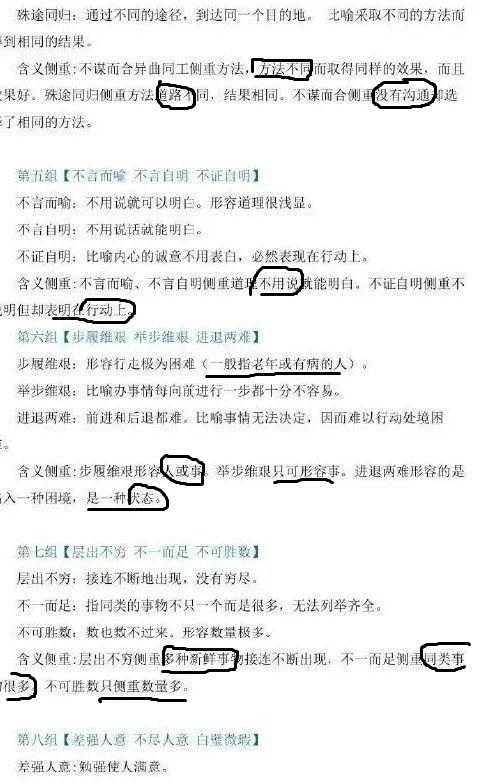 殊途同归：通过不同的途径，到达同一个目的地。 比喻采取不同的方法而
得到相同的结果。
含义侧重：不谋而合异曲同工侧重方法，方法不同而取得同样的效果，而且
效果好。殊途同归侧重方法道路不同，结果相同。不谋而合侧重没有沟通却选
择了相同的方法。
第五组【不言而喻 不言自明 不证自明】
不言而喻：不用说就可以明白。形容道理很浅显。
不言自明：不用说话就能明白。
不证自明：比喻内心的诚意不用表白，必然表现在行动上。
含义侧重：不言而喻、不言自明侧重道理不用说就能明白。不证自明侧重不
说明但却表明在行动上。
第六组【步履维艰 举步维艰 进退两难】
步履维艰：形容行走极为困难（一般指老年或有病的人）。
举步维艰：比喻办事情每向前进行一步都十分不容易。
进退两难：前进和后退都难。比喻事情无法决定，因而难以行动处境困
难。
含义侧重：步履维艰形容人或事。举步维艰只可形容事。进退两难形容的是
陷入一种困境，是一种状态。
第七组【层出不穷 不一而足 不可胜数】
层出不穷：接连不断地出现，没有穷尽。
不一而足：指同类的事物不只一个而是很多，无法列举齐全。
不可胜数：数也数不过来。形容数量极多。
含义侧重：层出不穷侧重多种新鲜事物接连不断出现，不一而足侧重同类事
物很多，不可胜数只侧重数量多。
第八组【差强人意 不尽人意 白璧微瑕】
差强人意：勉强使人满意。